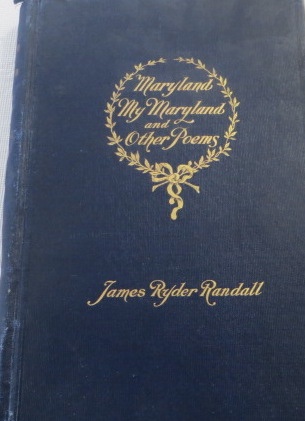 Maryland
My Maryland
and
Other Poems
James Ryder Randall